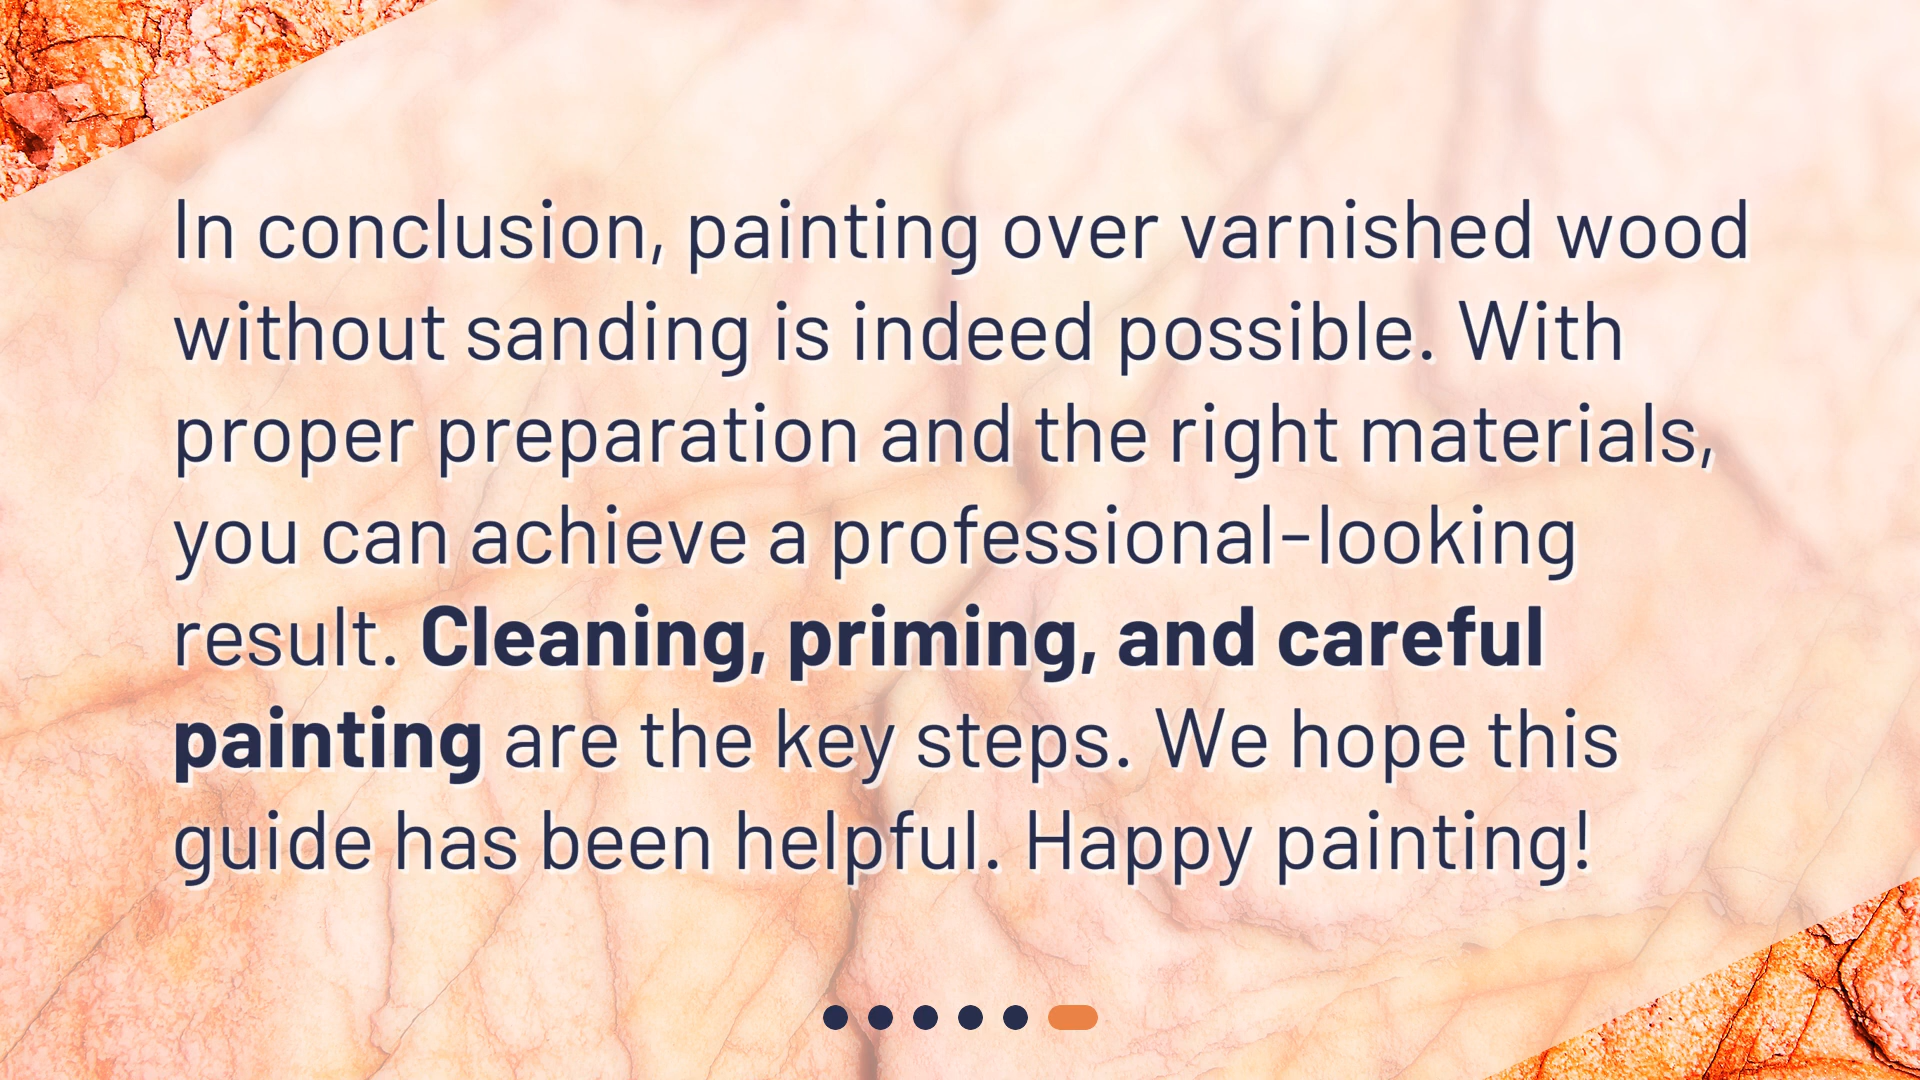 In conclusion, painting over varnished wood
without sanding is indeed possible. With
proper preparation and the right materials,
you can achieve a professional-looking
result. Cleaning, priming, and careful
painting are the key steps. We hope this
guide has been helpful. Happy painting!